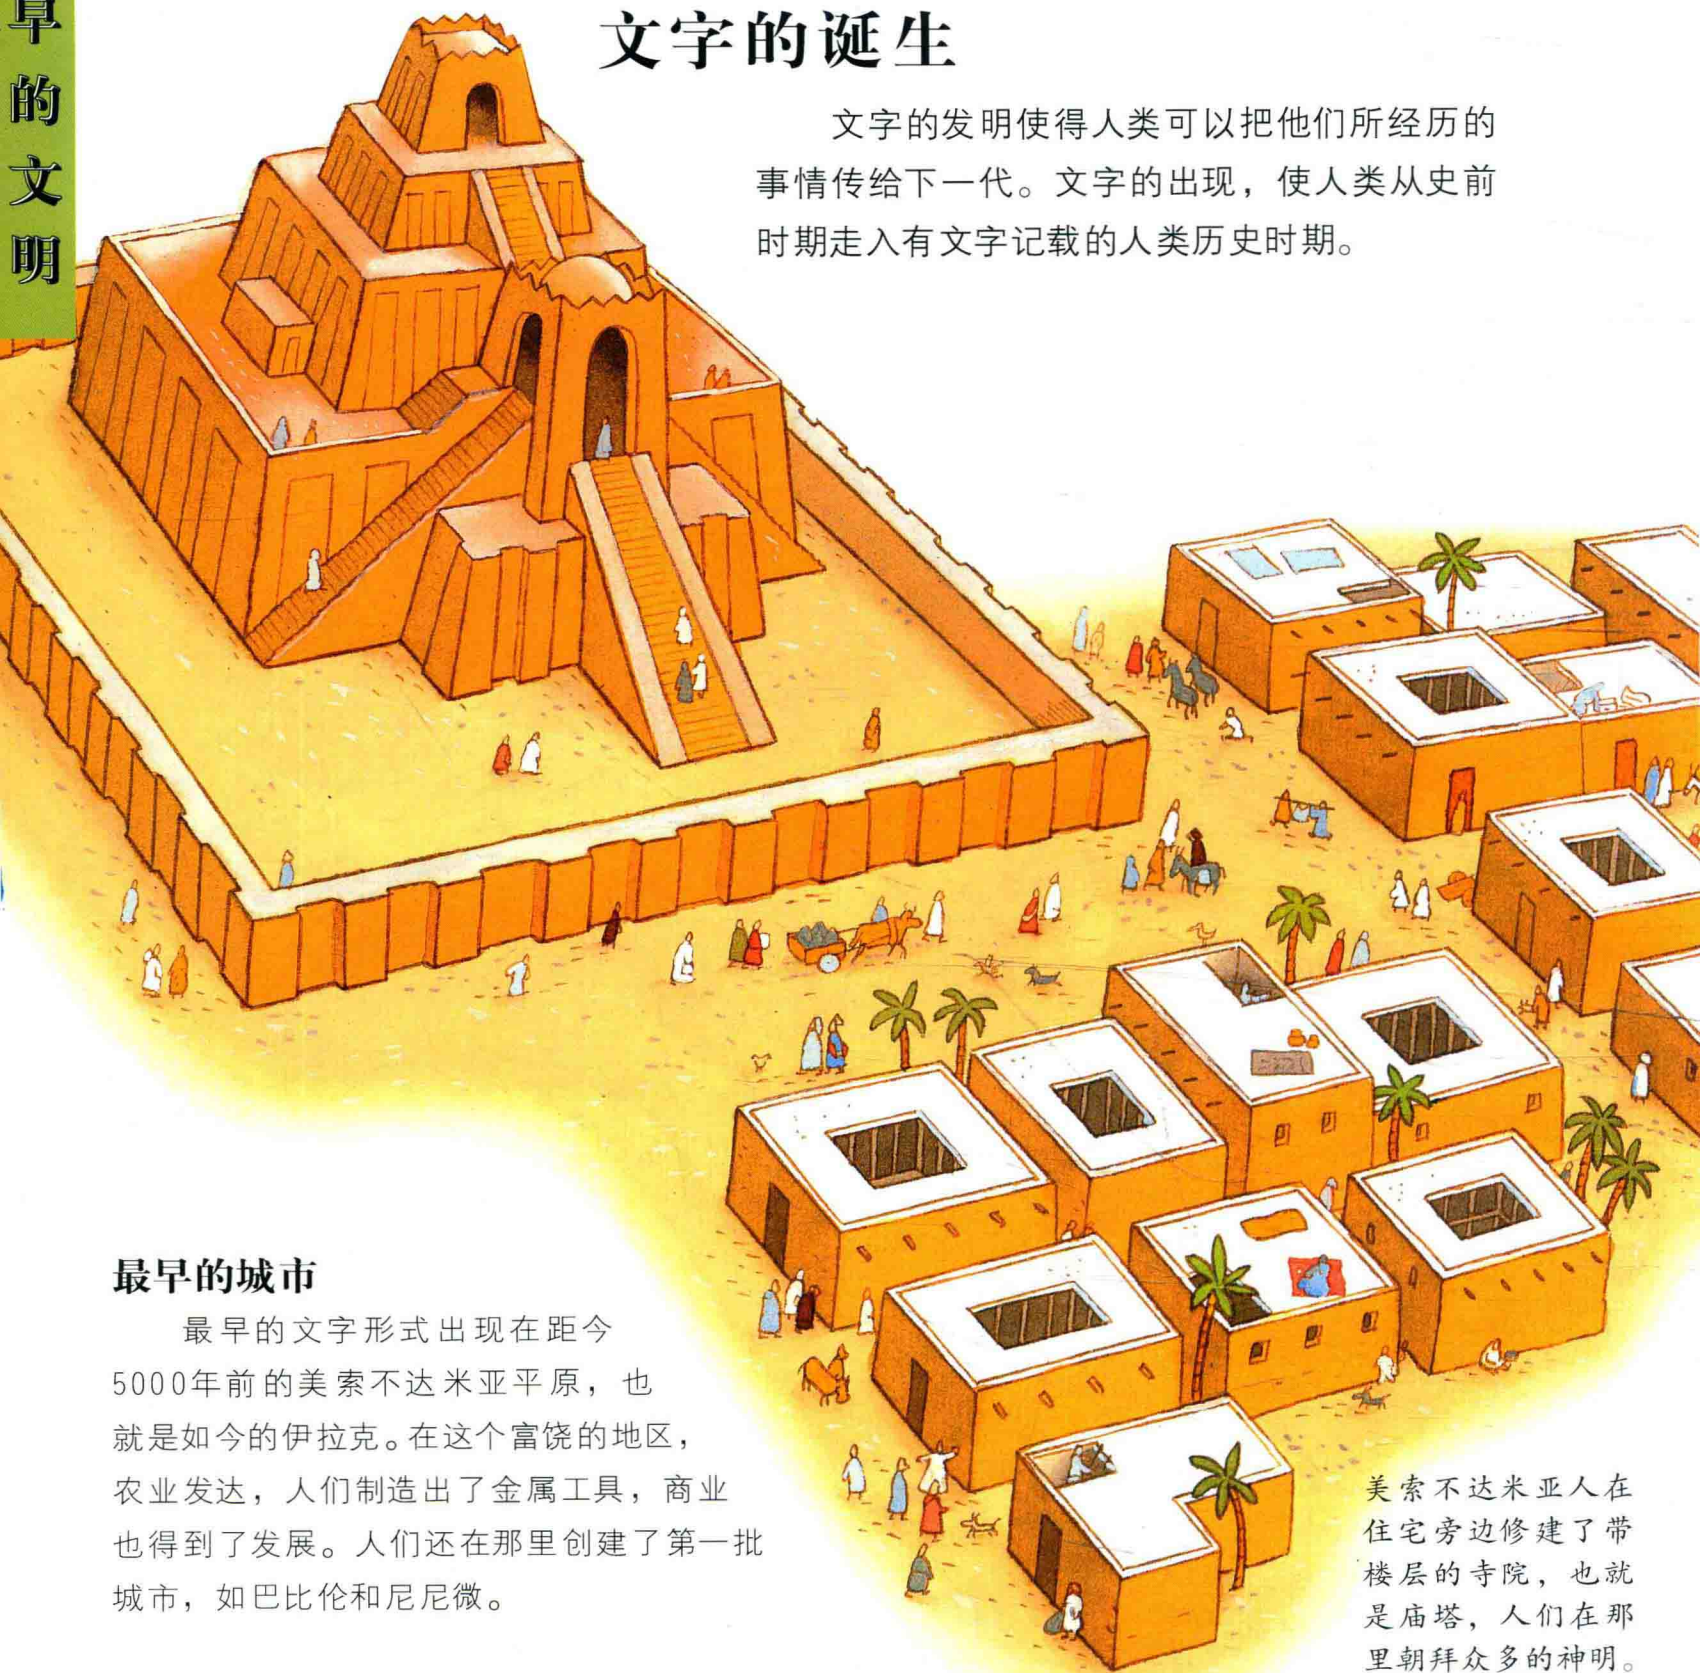 章的文明
文字的诞生
文字的发明使得人类可以把他们所经历的
事情传给下一代。文字的出现，使人类从史前
时期走入有文字记载的人类历史时期。
最早的城市
最早的文字形式出现在距今
5000年前的美索不达米亚平原，也
就是如今的伊拉克。在这个富饶的地区，
农业发达，人们制造出了金属工具，商业
也得到了发展。人们还在那里创建了第一批
城市，如巴比伦和尼尼微。
美索不达米亚人在
住宅旁边修建了带
楼层的寺院，也就
是庙塔，人们在那
里朝拜众多的神明。